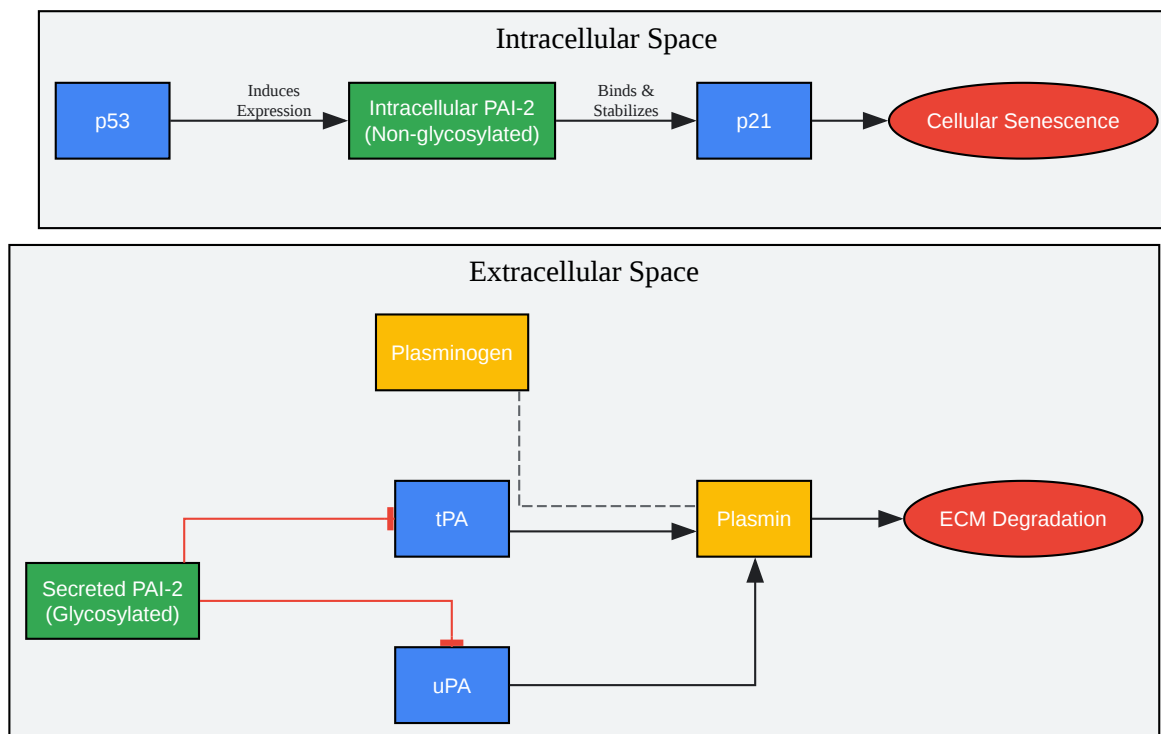 Intracellular Space
p53
Induces
Expression
Intracellular PAI-2
(Non-glycosylated)
Binds &
Stabilizes
p21
Cellular Senescence
Extracellular Space
Plasminogen
tPA
Plasmin
ECM Degradation
Secreted PAI-2
(Glycosylated)
uPA